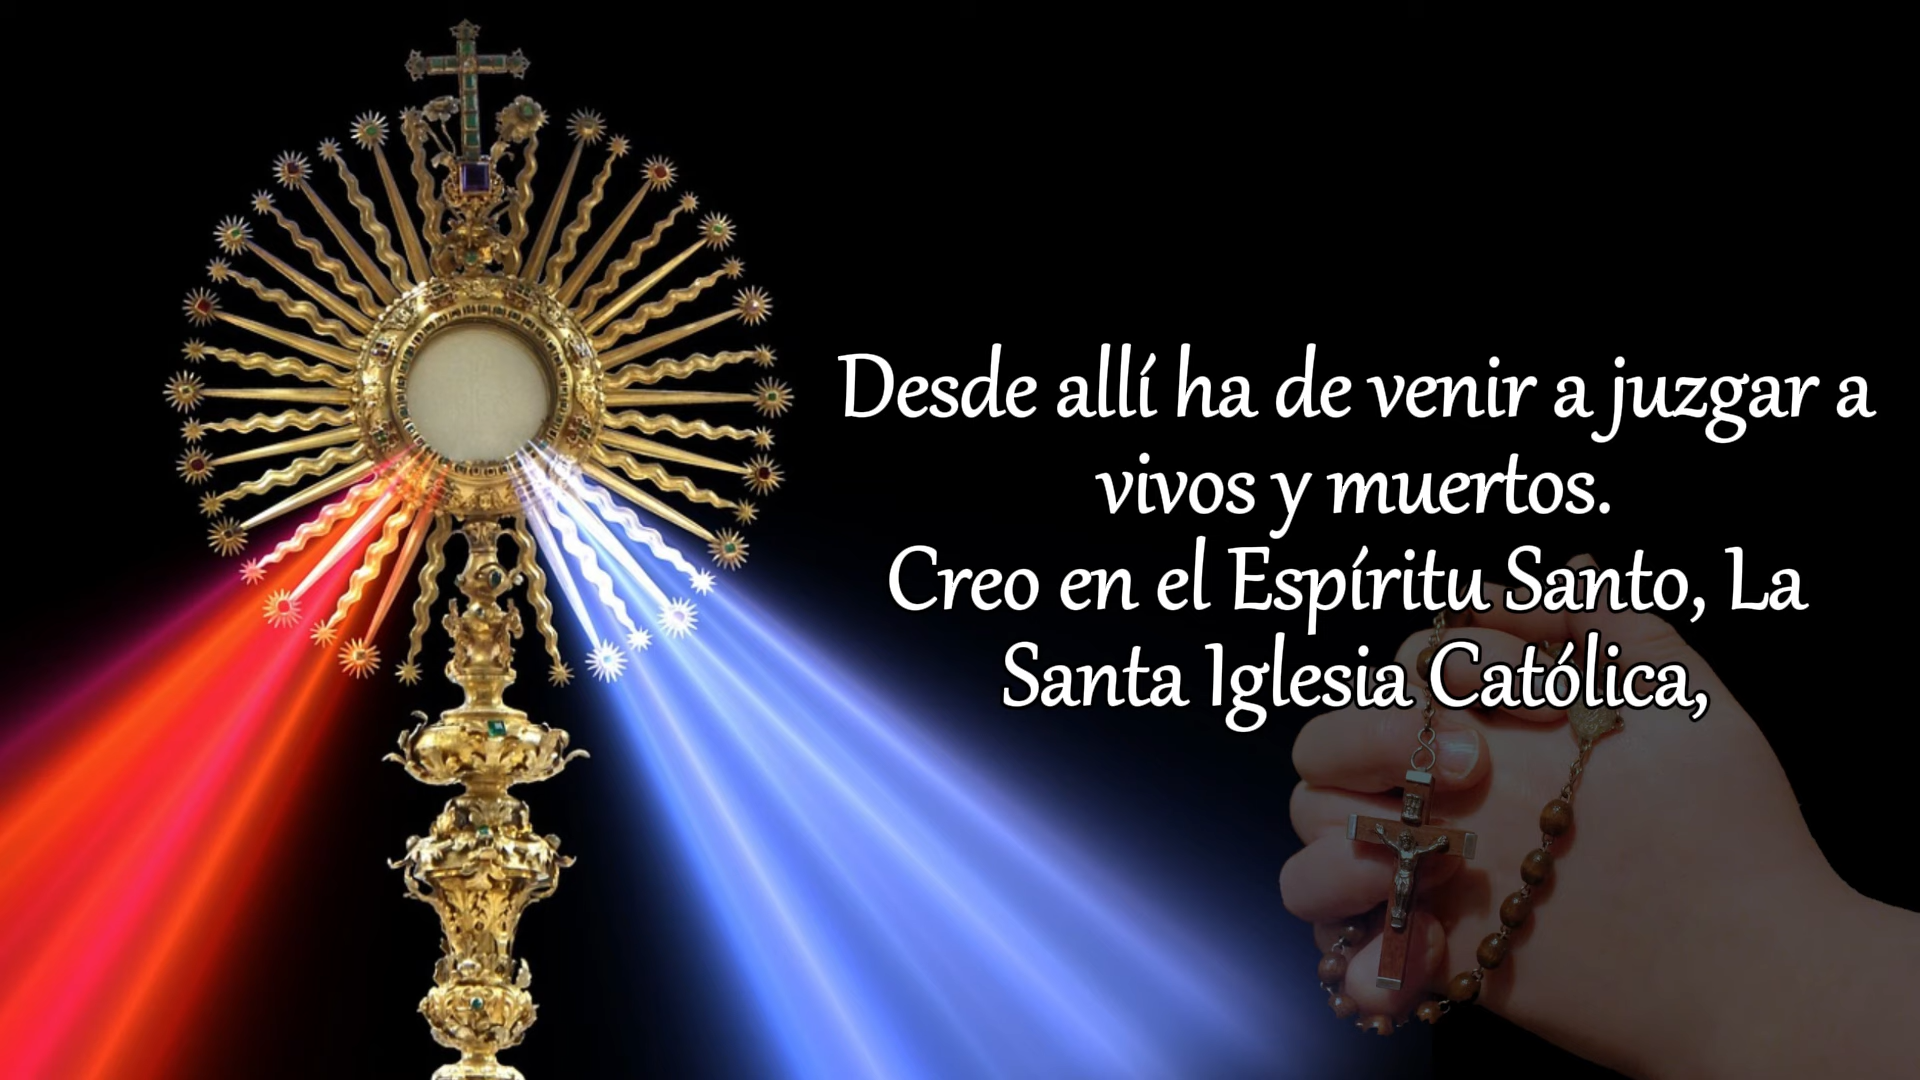 Desde allí ha de venir a juzgar a
vivos y muertos.
Creo en el Espíritu Santo, La
Santa Iglesia Católica,